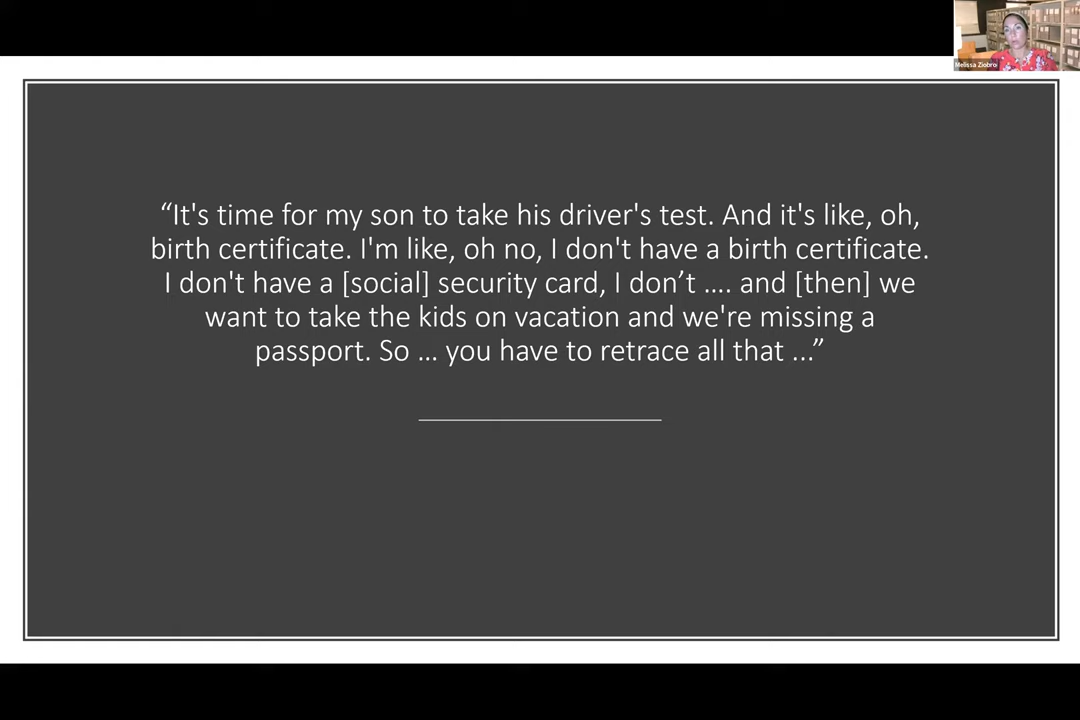 Melissa Ziobro
“It's time for my son to take his driver's test. And it's like, oh,
birth certificate. I'm like, oh no, I don't have a birth certificate.
I don't have a [social] security card, I don’t …. and [then] we
want to take the kids on vacation and we're missing a
passport. So … you have to retrace all that ...”